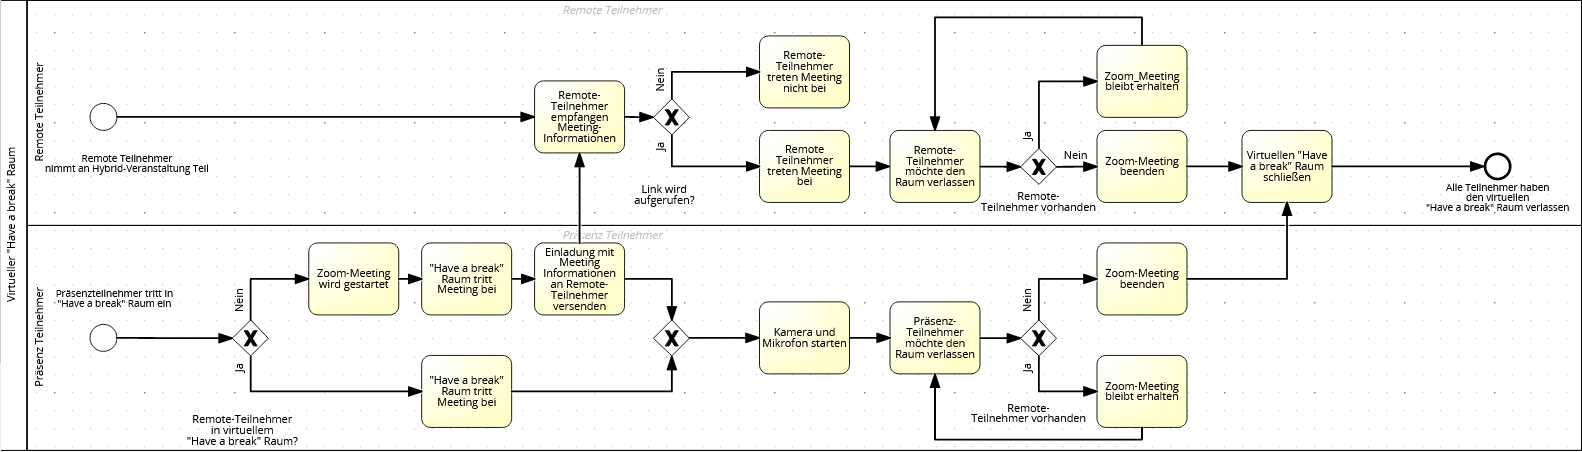 Virtueller "Have a break" Raum
Remote Teilnehmer
Remote Teilnehmer
Remote Teilnehmer
nimmt an Hybrid-Veranstaltung Teil
Remote-
Teilnehmer
empfangen
Meeting-
Informationen
Nein
Ja
Link wird
aufgerufen?
Remote-
Teilnehmer
treten Meeting
nicht bei
Remote
Teilnehmer
treten Meeting
bei
Remote-
Teilnehmer
möchte den
Raum verlassen
Ja
Nein
Remote-
Teilnehmer vorhanden
Zoom_Meeting
bleibt erhalten
Zoom-Meeting
beenden
Virtuellen "Have
a break" Raum
schließen
Alle Teilnehmer haben
den virtuellen
"Have a break" Raum verlassen
Präsenz Teilnehmer
Präsenz Teilnehmer
Präsenzteilnehmer tritt in
"Have a break" Raum ein
Nein
Ja
Remote-Teilnehmer
in virtuellem
"Have a break" Raum?
Zoom-Meeting
wird gestartet
"Have a break"
Raum tritt
Meeting bei
Einladung mit
Meeting
Informationen
an Remote-
Teilnehmer
versenden
"Have a break"
Raum tritt
Meeting bei
Kamera und
Mikrofon starten
Präsenz-
Teilnehmer
möchte den
Raum verlassen
Nein
Ja
Remote-
Teilnehmer vorhanden
Zoom-Meeting
beenden
Zoom-Meeting
bleibt erhalten